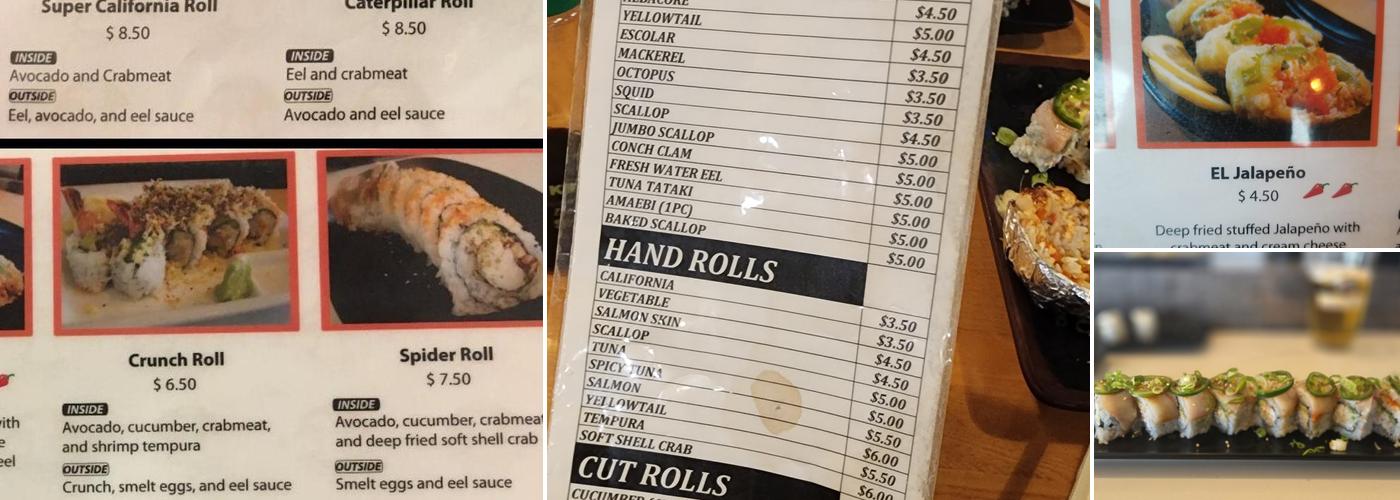 Super California Roll
$ 8.50
INSIDE
Avocado and Crabmeat
OUTSIDE
Eel, avocado, and eel sauce
Caterpillar Roll
$ 8.50
INSIDE
Eel and crabmeat
OUTSIDE
Avocado and eel sauce
Crunch Roll
$ 6.50
INSIDE
Avocado, cucumber, crabmeat,
and shrimp tempura
OUTSIDE
Crunch, smelt eggs, and eel sauce
Spider Roll
$ 7.50
INSIDE
Avocado, cucumber, crabmeat
and deep fried soft shell crab
OUTSIDE
Smelt eggs and eel sauce
ALBACORE $4.50
YELLOWTAIL $5.00
ESCOLAR $4.50
MACKEREL $3.50
OCTOPUS $3.50
SQUID $3.50
SCALLOP $4.50
JUMBO SCALLOP $5.00
CONCH CLAM $5.00
FRESH WATER EEL $5.00
TUNA TATAKI $5.00
AMAEBI (1PC) $5.00
BAKED SCALLOP $5.00
HAND ROLLS
CALIFORNIA $3.50
VEGETABLE $3.50
SALMON SKIN $4.50
SCALLOP $4.50
TUNA $5.00
SPICY TUNA $5.00
SALMON $5.50
YELLOWTAIL $6.00
TEMPURA $5.50
SOFT SHELL CRAB $6.00
CUT ROLLS
CUCUMBER
EL Jalapeño
$ 4.50
Deep fried stuffed Jalapeño with
crabmeat and cream cheese